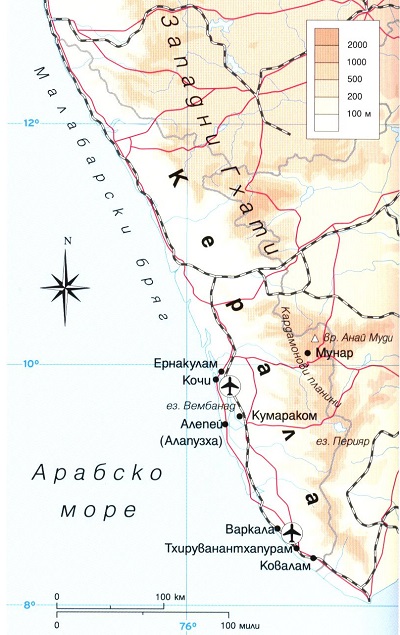 2000
1000
500
200
100 м
Западни Гхати
12°
Малабарски бряг
Керала
N
Кардамонови планини
вр. Анай Муди
Мунар
10°
Ернакулам
Кочи
ез. Вембанад
Кумараком
Алепей
(Алапузха)
ез. Перияр
Арабско
море
Варкала
Тхируванантхапурам
Ковалам
8°
0
100 км
0
100 мили
76°